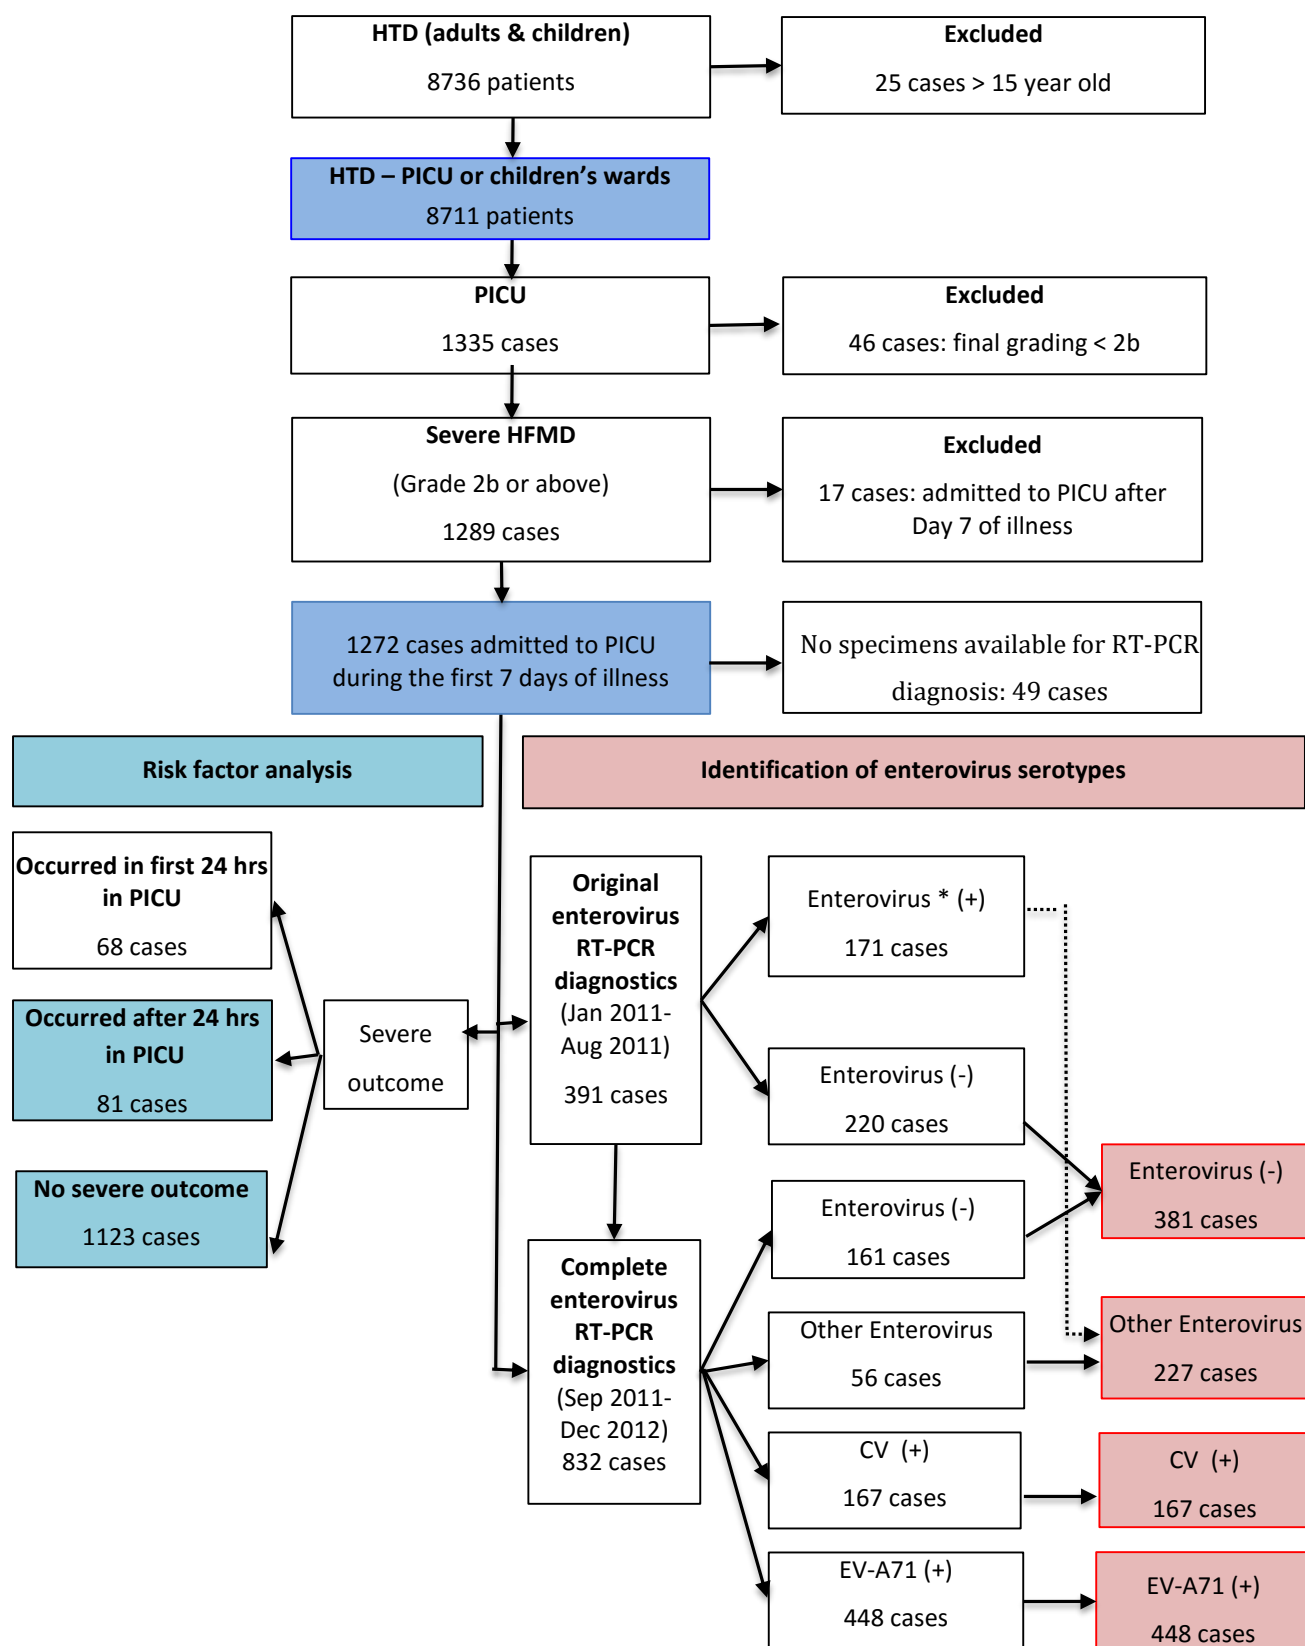 HTD (adults & children)
8736 patients
Excluded
25 cases > 15 year old
HTD – PICU or children’s wards
8711 patients
PICU
1335 cases
Excluded
46 cases: final grading < 2b
Severe HFMD
(Grade 2b or above)
1289 cases
Excluded
17 cases: admitted to PICU after
Day 7 of illness
1272 cases admitted to PICU
during the first 7 days of illness
No specimens available for RT-PCR
diagnosis: 49 cases
Risk factor analysis
Identification of enterovirus serotypes
Occurred in first 24 hrs
in PICU
68 cases
Occurred after 24 hrs
in PICU
81 cases
No severe outcome
1123 cases
Severe
outcome
Original
enterovirus
RT-PCR
diagnostics
(Jan 2011-
Aug 2011)
391 cases
Complete
enterovirus
RT-PCR
diagnostics
(Sep 2011-
Dec 2012)
832 cases
Enterovirus * (+)
171 cases
Enterovirus (-)
220 cases
Enterovirus (-)
161 cases
Other Enterovirus
56 cases
CV (+)
167 cases
EV-A71 (+)
448 cases
Enterovirus (-)
381 cases
Other Enterovirus
227 cases
CV (+)
167 cases
EV-A71 (+)
448 cases